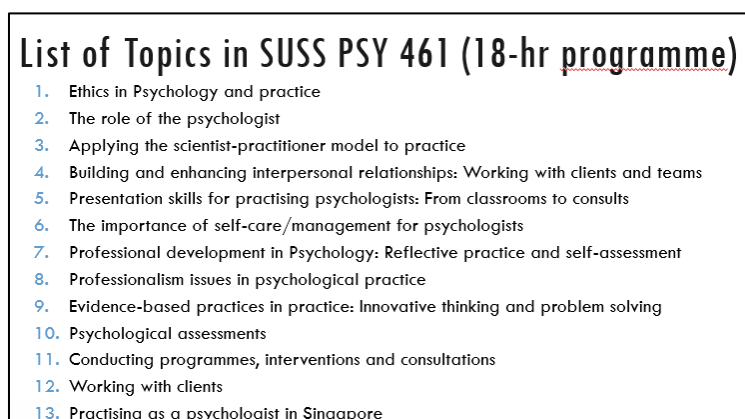 List of Topics in SUSS PSY 461 (18-hr programme)
1. Ethics in Psychology and practice
2. The role of the psychologist
3. Applying the scientist-practitioner model to practice
4. Building and enhancing interpersonal relationships: Working with clients and teams
5. Presentation skills for practising psychologists: From classrooms to consults
6. The importance of self-care/management for psychologists
7. Professional development in Psychology: Reflective practice and self-assessment
8. Professionalism issues in psychological practice
9. Evidence-based practices in practice: Innovative thinking and problem solving
10. Psychological assessments
11. Conducting programmes, interventions and consultations
12. Working with clients
13. Practising as a psychologist in Singapore